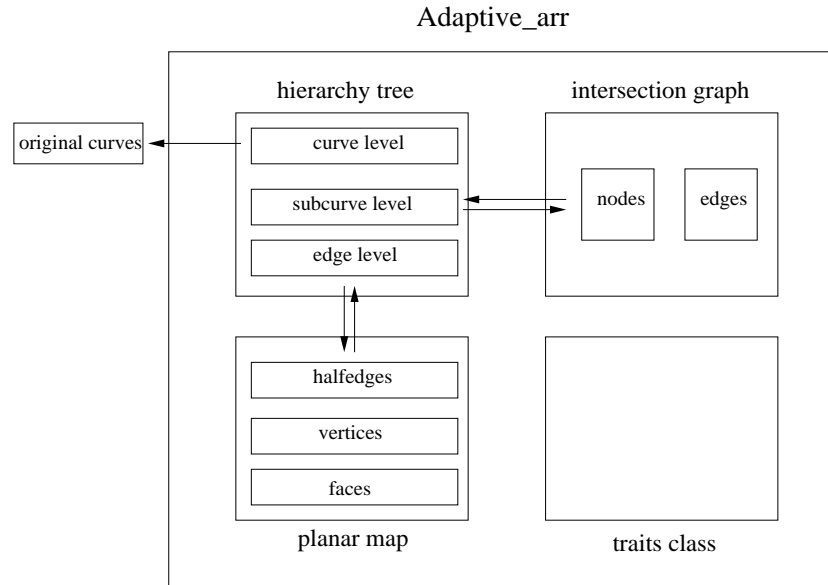 Adaptive_arr
hierarchy tree
intersection graph
original curves
curve level
subcurve level
edge level
nodes
edges
halfedges
vertices
faces
planar map
traits class